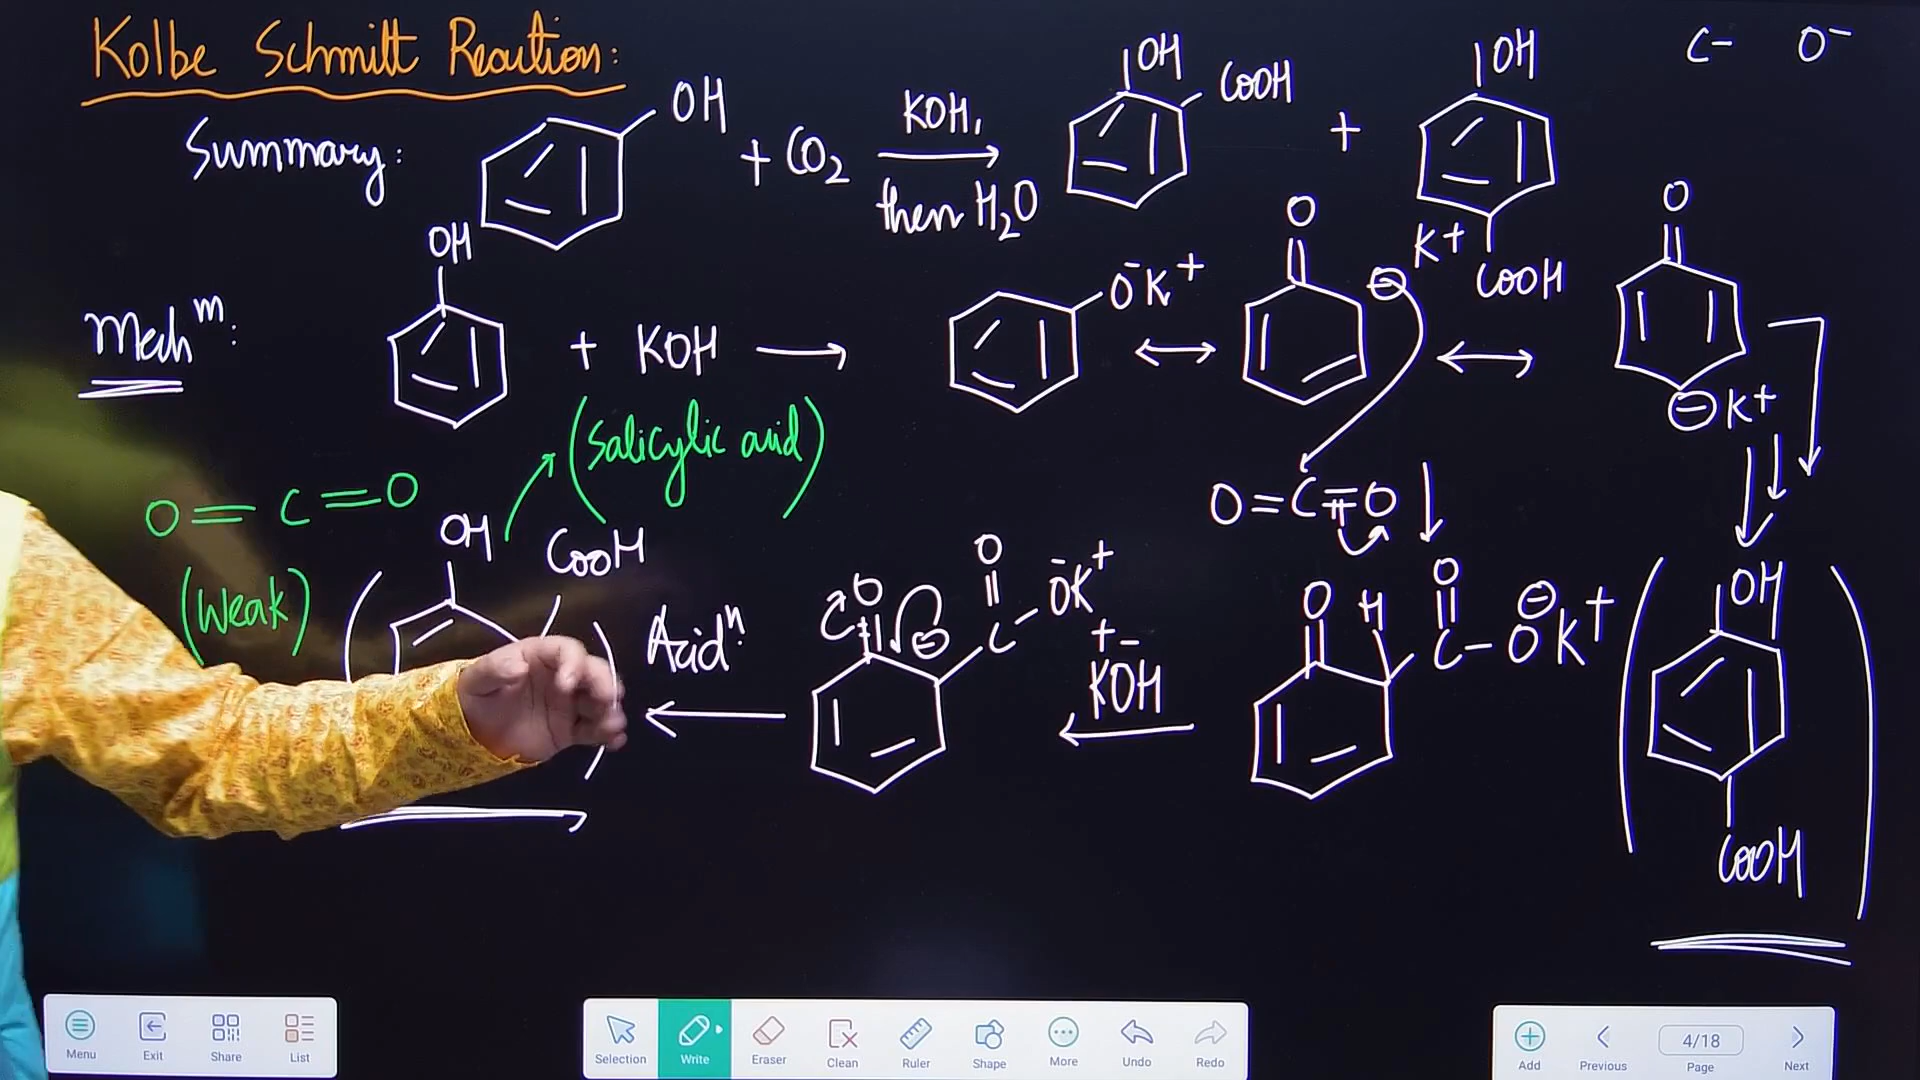 Kolbe Schmitt Reaction:
C- O-
Summary: OH + CO2 KOH, then H2O OH COOH + OH COOH
Mechm: OH + KOH O-K+ O ⊖ K+ O ⊖K+
(Salicylic acid)
O=C=O
(Weak)
O=C=O
OH COOH
Acidn
O ⊖ O C-O-K+
+-
KOH
O H O C-O⊖K+
OH
COOH
Menu Exit Share List
Selection Write Eraser Clean Ruler Shape More Undo Redo
Add Previous 4/18 Page Next